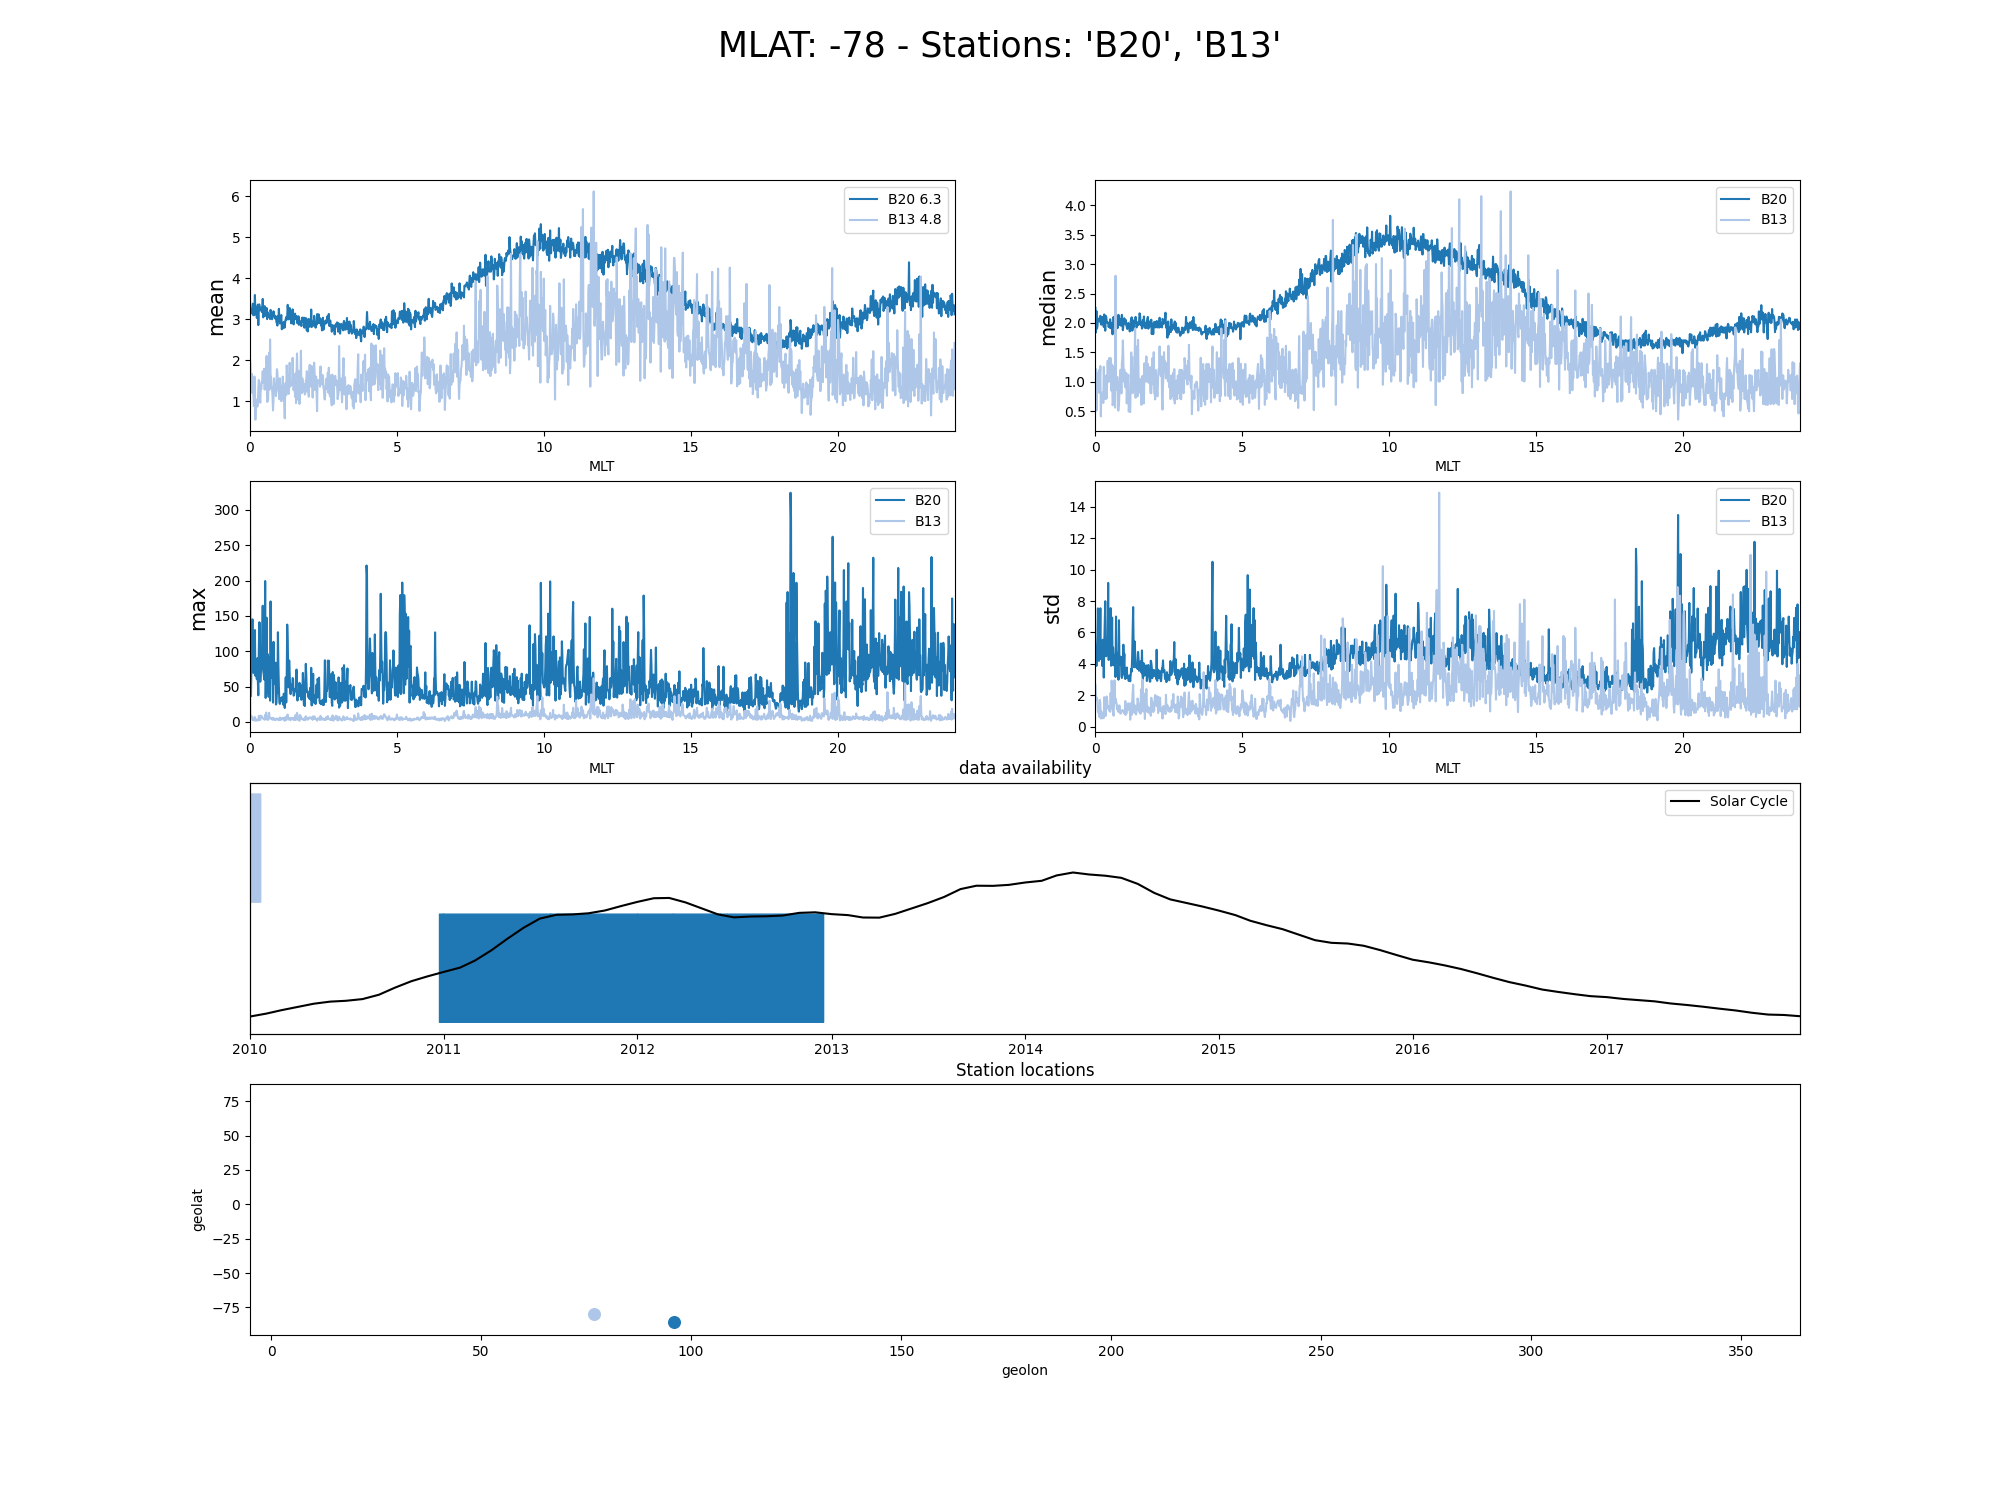 MLAT: -78 - Stations: 'B20', 'B13'
mean
6
5
4
3
2
1
B20 6.3
B13 4.8
0 5 10 15 20
MLT
median
4.0
3.5
3.0
2.5
2.0
1.5
1.0
0.5
B20
B13
0 5 10 15 20
MLT
max
300
250
200
150
100
50
0
B20
B13
0 5 10 15 20
MLT
std
14
12
10
8
6
4
2
0
B20
B13
0 5 10 15 20
MLT
data availability
Solar Cycle
2010 2011 2012 2013 2014 2015 2016 2017
Station locations
geolat
75
50
25
0
−25
−50
−75
0 50 100 150 200 250 300 350
geolon